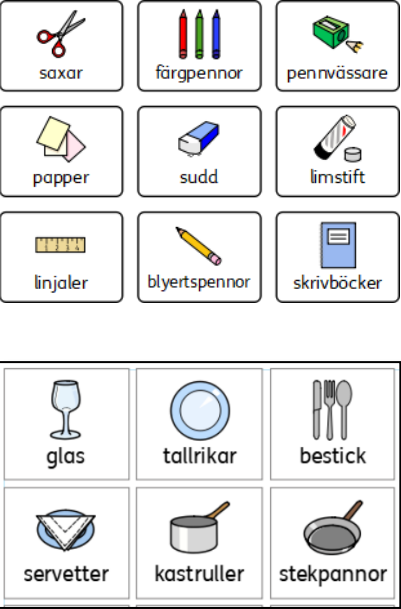 saxar färgpennor pennvässare
papper sudd limstift
linjaler blyertspennor skrivböcker
glas tallrikar bestick
servetter kastruller stekpannor